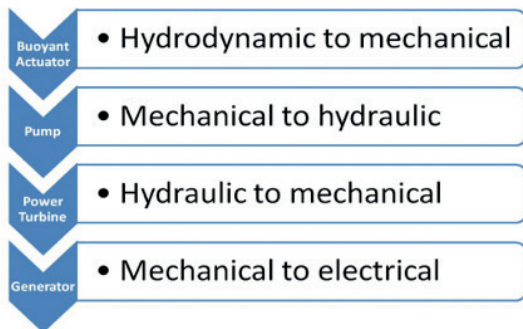 Buoyant
Actuator
• Hydrodynamic to mechanical
Pump
• Mechanical to hydraulic
Power
Turbine
• Hydraulic to mechanical
Generator
• Mechanical to electrical